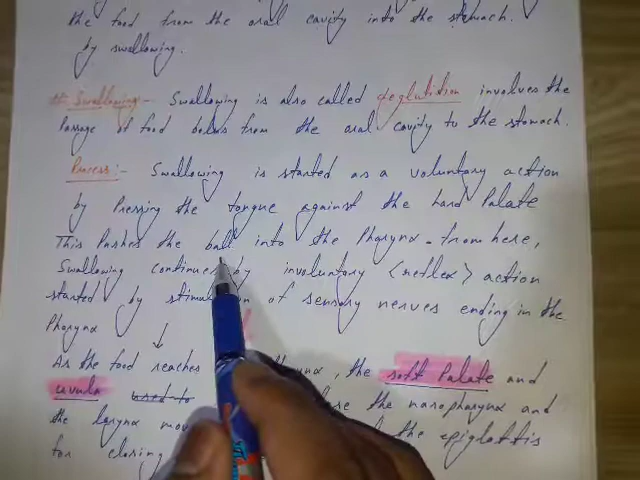 the food from the oral cavity into the stomach.
by swallowing.
# Swallowing :- Swallowing is also called deglutition involves the
Passage of food bolus from the oral cavity to the stomach.
Process :- Swallowing is started as a voluntary action
by Pressing the tongue against the hard Palate
This Pushes the ball into the Pharynx. from here,
Swallowing continues by involuntary <reflex> action
started by of sensory nerves ending in the
Pharynx
As the food reaches the soft Palate and
uvula used to the nasopharynx and
the larynx the epiglottis
for closing